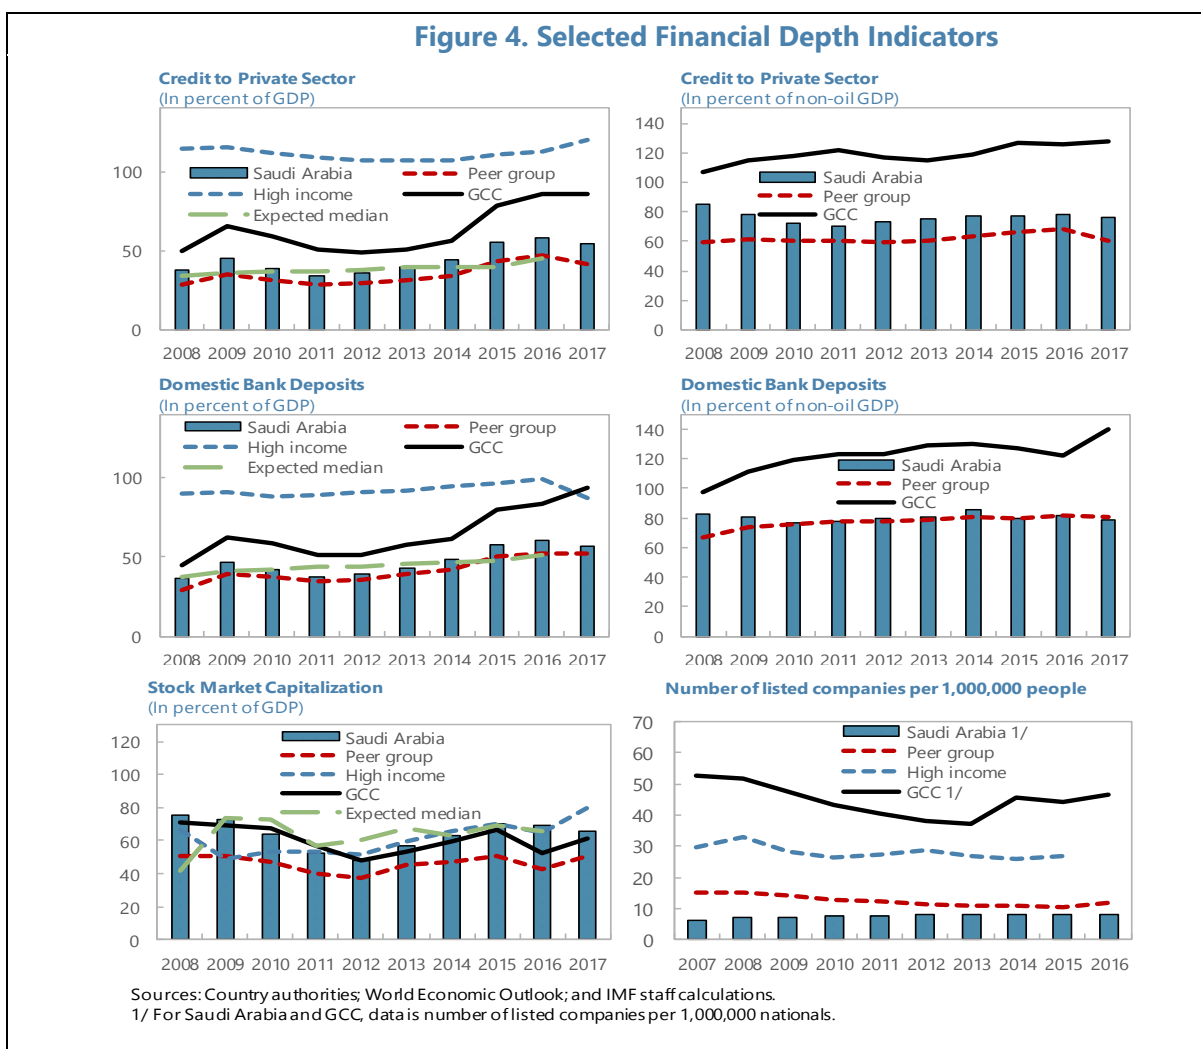 Figure 4. Selected Financial Depth Indicators
Credit to Private Sector
(In percent of GDP)
100
50
0
Saudi Arabia
Peer group
High income
GCC
Expected median
2008 2009 2010 2011 2012 2013 2014 2015 2016 2017
Credit to Private Sector
(In percent of non-oil GDP)
140
120
100
80
60
40
20
0
Saudi Arabia
Peer group
GCC
2008 2009 2010 2011 2012 2013 2014 2015 2016 2017
Domestic Bank Deposits
(In percent of GDP)
Saudi Arabia
Peer group
High income
GCC
Expected median
100
50
0
2008 2009 2010 2011 2012 2013 2014 2015 2016 2017
Domestic Bank Deposits
(In percent of non-oil GDP)
140
120
100
80
60
40
20
0
Saudi Arabia
Peer group
GCC
2008 2009 2010 2011 2012 2013 2014 2015 2016 2017
Stock Market Capitalization
(In percent of GDP)
120
100
80
60
40
20
0
Saudi Arabia
Peer group
High income
GCC
Expected median
2008 2009 2010 2011 2012 2013 2014 2015 2016 2017
Number of listed companies per 1,000,000 people
70
60
50
40
30
20
10
0
Saudi Arabia 1/
Peer group
High income
GCC 1/
2007 2008 2009 2010 2011 2012 2013 2014 2015 2016
Sources: Country authorities; World Economic Outlook; and IMF staff calculations.
1/ For Saudi Arabia and GCC, data is number of listed companies per 1,000,000 nationals.